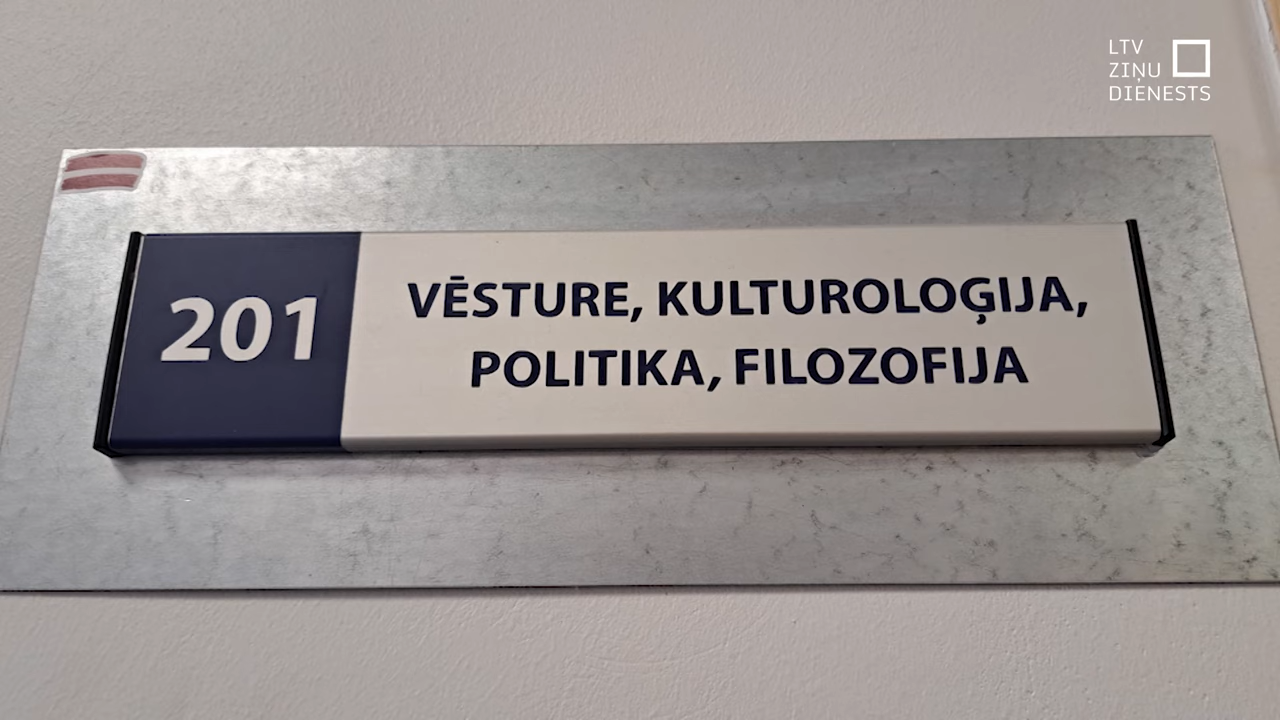 LTV
ZIŅU
DIENESTS
201
VĒSTURE, KULTUROLOĢIJA,
POLITIKA, FILOZOFIJA